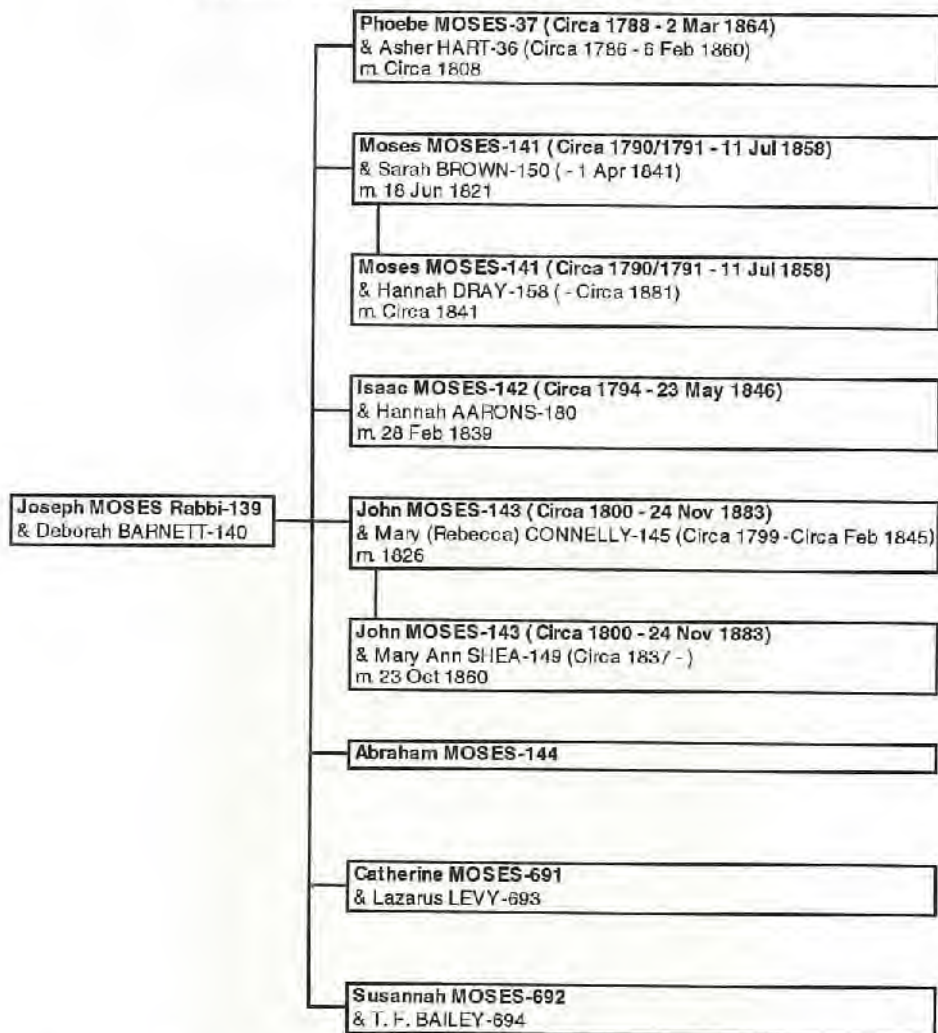 Phoebe MOSES-37 (Circa 1788 - 2 Mar 1864)
& Asher HART-36 (Circa 1786 - 6 Feb 1860)
m. Circa 1808
Moses MOSES-141 (Circa 1790/1791 - 11 Jul 1858)
& Sarah BROWN-150 ( - 1 Apr 1841)
m. 18 Jun 1821
Moses MOSES-141 (Circa 1790/1791 - 11 Jul 1858)
& Hannah DRAY-158 ( - Circa 1881)
m. Circa 1841
Isaac MOSES-142 (Circa 1794 - 23 May 1846)
& Hannah AARONS-180
m. 28 Feb 1839
Joseph MOSES Rabbi-139
& Deborah BARNETT-140
John MOSES-143 (Circa 1800 - 24 Nov 1883)
& Mary (Rebecca) CONNELLY-145 (Circa 1799 -Circa Feb 1845)
m. 1826
John MOSES-143 (Circa 1800 - 24 Nov 1883)
& Mary Ann SHEA-149 (Circa 1837 - )
m. 23 Oct 1860
Abraham MOSES-144
Catherine MOSES-691
& Lazarus LEVY-693
Susannah MOSES-692
& T. F. BAILEY-694